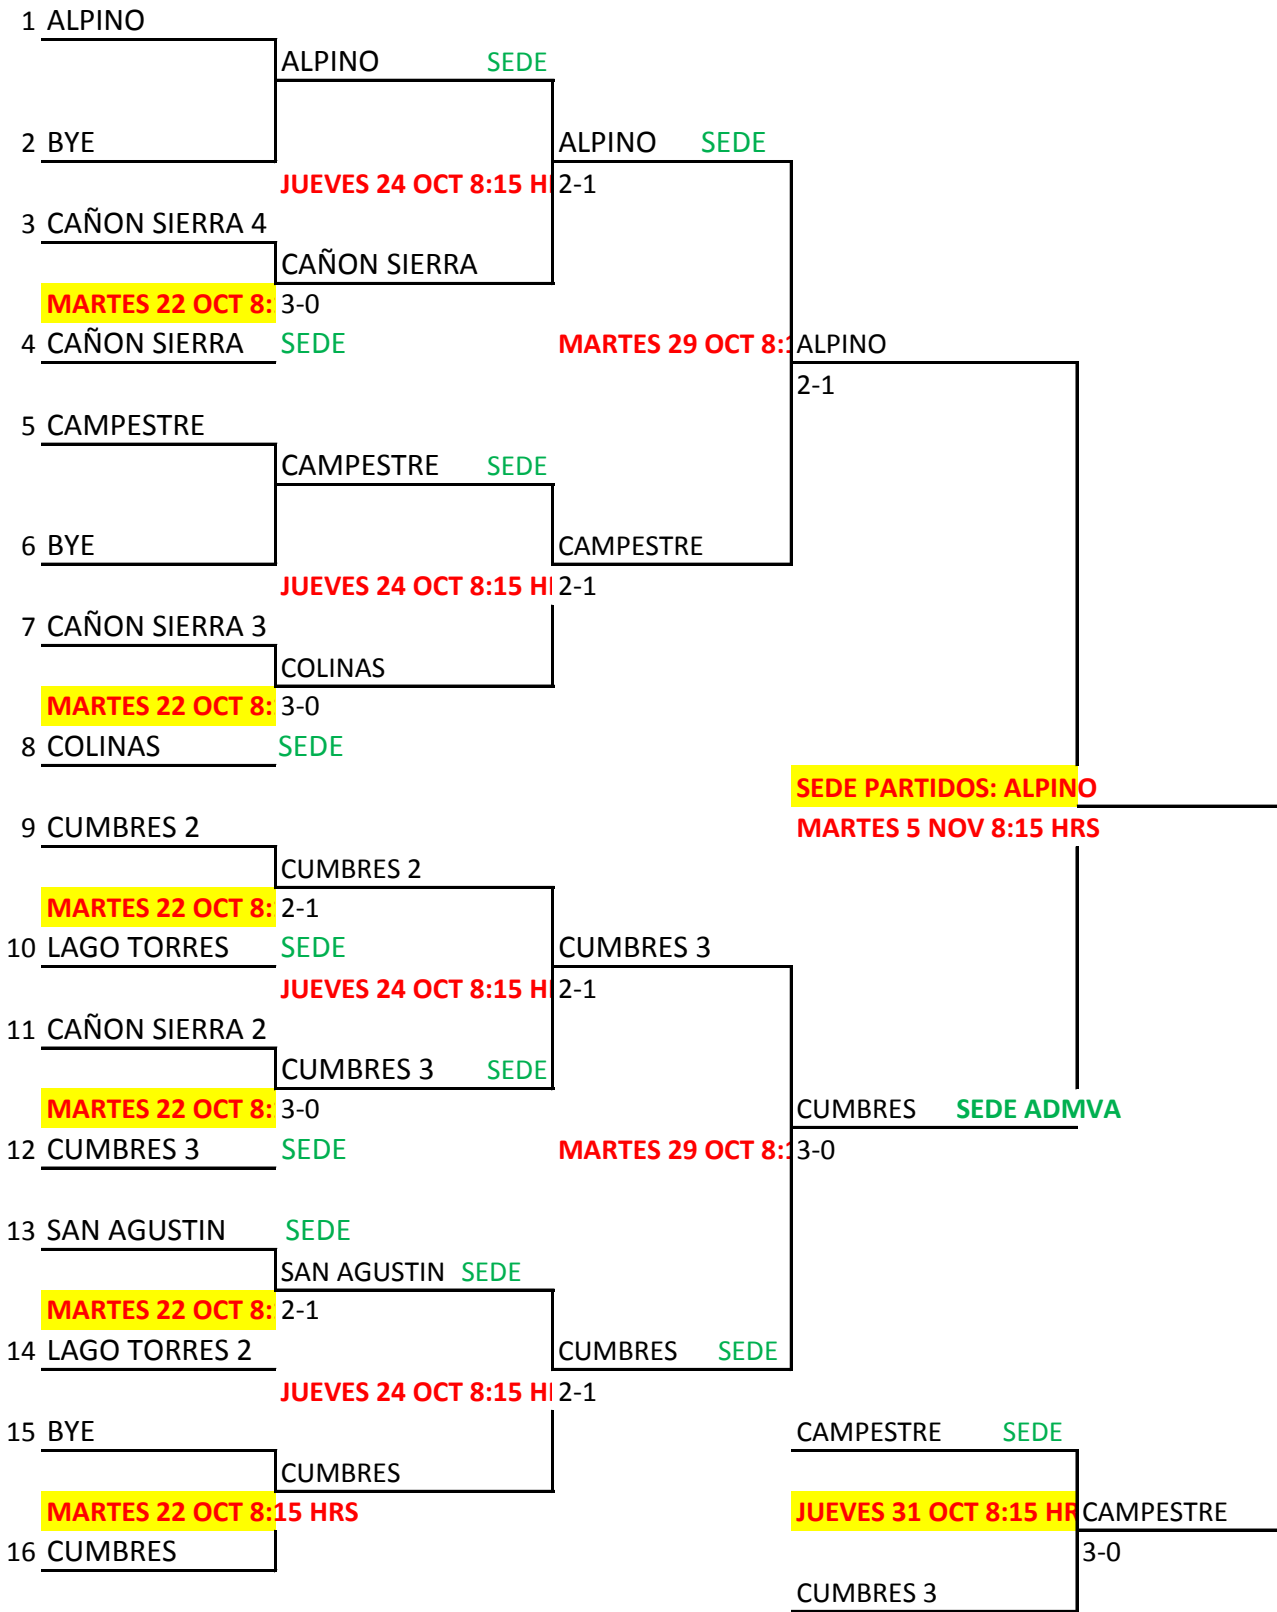 1 ALPINO
ALPINO SEDE
2 BYE ALPINO SEDE
JUEVES 24 OCT 8:15 H 2-1
3 CAÑON SIERRA 4
CAÑON SIERRA
MARTES 22 OCT 8: 3-0
4 CAÑON SIERRA SEDE MARTES 29 OCT 8:1 ALPINO
2-1
5 CAMPESTRE
CAMPESTRE SEDE
6 BYE CAMPESTRE
JUEVES 24 OCT 8:15 H 2-1
7 CAÑON SIERRA 3
COLINAS
MARTES 22 OCT 8: 3-0
8 COLINAS SEDE
SEDE PARTIDOS: ALPINO
9 CUMBRES 2 MARTES 5 NOV 8:15 HRS
CUMBRES 2
MARTES 22 OCT 8: 2-1
10 LAGO TORRES SEDE CUMBRES 3
JUEVES 24 OCT 8:15 H 2-1
11 CAÑON SIERRA 2
CUMBRES 3 SEDE
MARTES 22 OCT 8: 3-0 CUMBRES SEDE ADMVA
12 CUMBRES 3 SEDE MARTES 29 OCT 8:1 3-0
13 SAN AGUSTIN SEDE
SAN AGUSTIN SEDE
MARTES 22 OCT 8: 2-1
14 LAGO TORRES 2 CUMBRES SEDE
JUEVES 24 OCT 8:15 H 2-1
15 BYE CAMPESTRE SEDE
CUMBRES
MARTES 22 OCT 8:15 HRS JUEVES 31 OCT 8:15 HR CAMPESTRE
16 CUMBRES 3-0
CUMBRES 3